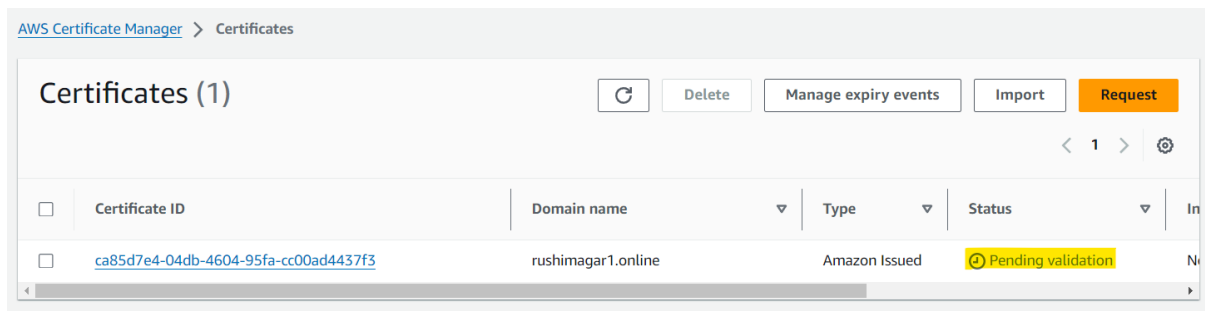 AWS Certificate Manager > Certificates
Certificates (1)
Delete
Manage expiry events
Import
Request
< 1 >
Certificate ID
Domain name
Type
Status
In
ca85d7e4-04db-4604-95fa-cc00ad4437f3
rushimagar1.online
Amazon Issued
Pending validation